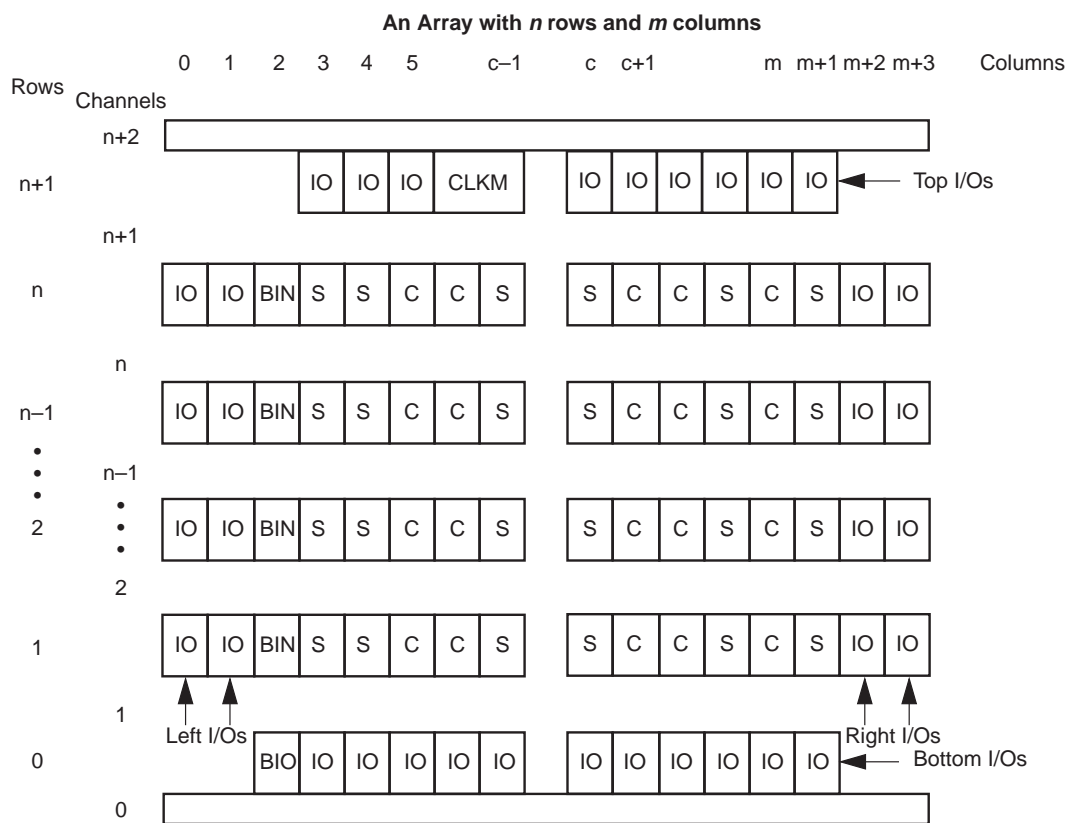 An Array with n rows and m columns
0 1 2 3 4 5 c–1 c c+1 m m+1 m+2 m+3 Columns
Rows
Channels
n+2
n+1 IO IO IO CLKM IO IO IO IO IO IO Top I/Os
n+1
n IO IO BIN S S C C S S C C S C S IO IO
n
n–1 IO IO BIN S S C C S S C C S C S IO IO
n–1
2 IO IO BIN S S C C S S C C S C S IO IO
2
1 IO IO BIN S S C C S S C C S C S IO IO
1
Left I/Os Right I/Os
0 BIO IO IO IO IO IO IO IO IO IO IO IO Bottom I/Os
0